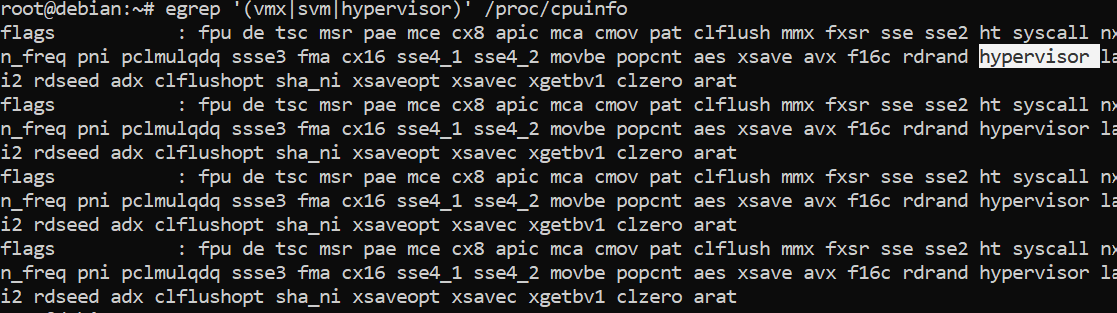 root@debian:~# egrep '(vmx|svm|hypervisor)' /proc/cpuinfo
flags : fpu de tsc msr pae mce cx8 apic mca cmov pat clflush mmx fxsr sse sse2 ht syscall nx
n_freq pni pclmulqdq ssse3 fma cx16 sse4_1 sse4_2 movbe popcnt aes xsave avx f16c rdrand hypervisor la
i2 rdseed adx clflushopt sha_ni xsaveopt xsavec xgetbv1 clzero arat
flags : fpu de tsc msr pae mce cx8 apic mca cmov pat clflush mmx fxsr sse sse2 ht syscall nx
n_freq pni pclmulqdq ssse3 fma cx16 sse4_1 sse4_2 movbe popcnt aes xsave avx f16c rdrand hypervisor la
i2 rdseed adx clflushopt sha_ni xsaveopt xsavec xgetbv1 clzero arat
flags : fpu de tsc msr pae mce cx8 apic mca cmov pat clflush mmx fxsr sse sse2 ht syscall nx
n_freq pni pclmulqdq ssse3 fma cx16 sse4_1 sse4_2 movbe popcnt aes xsave avx f16c rdrand hypervisor la
i2 rdseed adx clflushopt sha_ni xsaveopt xsavec xgetbv1 clzero arat
flags : fpu de tsc msr pae mce cx8 apic mca cmov pat clflush mmx fxsr sse sse2 ht syscall nx
n_freq pni pclmulqdq ssse3 fma cx16 sse4_1 sse4_2 movbe popcnt aes xsave avx f16c rdrand hypervisor la
i2 rdseed adx clflushopt sha_ni xsaveopt xsavec xgetbv1 clzero arat